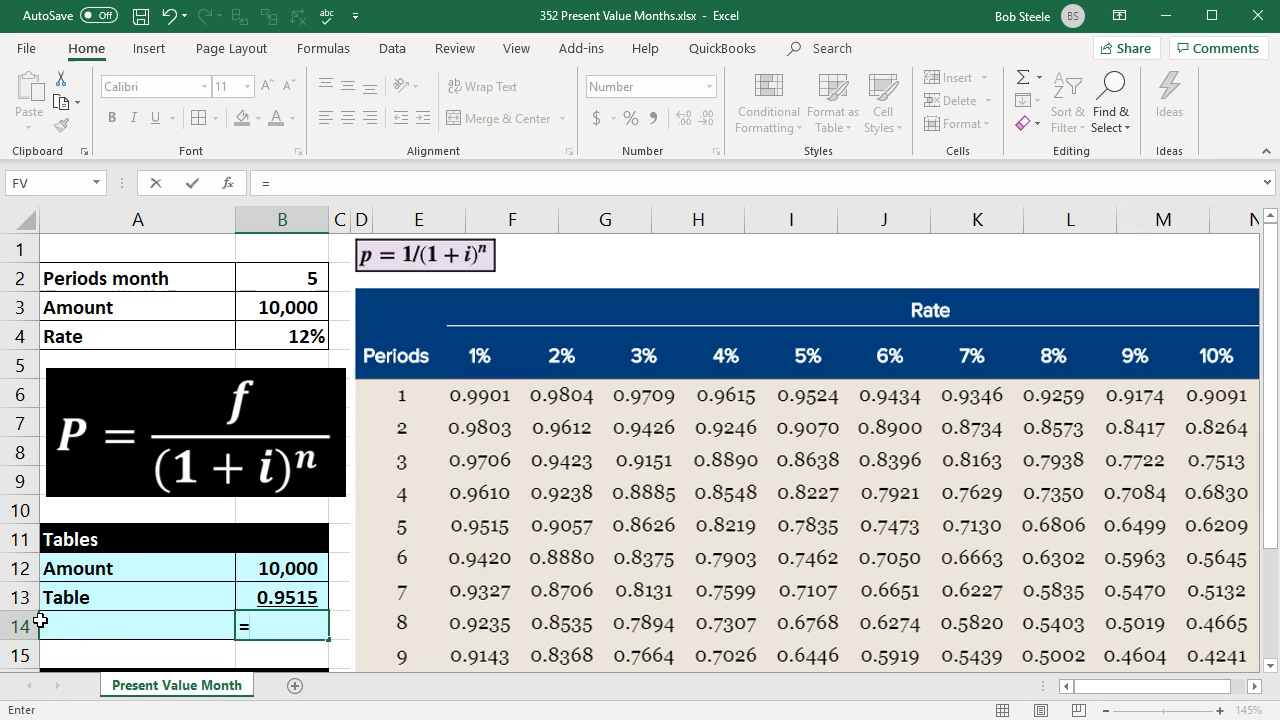 AutoSave Off 352 Present Value Months.xlsx - Excel Bob Steele BS
File Home Insert Page Layout Formulas Data Review View Add-ins Help QuickBooks Search Share Comments
Paste Calibri 11 A A Wrap Text Number Conditional Formatting Format as Table Cell Styles Insert Delete Format Sort & Filter Find & Select Ideas
B I U A Merge & Center $ % , 
Clipboard Font Alignment Number Styles Cells Editing Ideas
FV fx =
A B C D E F G H I J K L M N
1 p = 1/(1 + i)^n
2 Periods month 5
3 Amount 10,000 Rate
4 Rate 12%
5 Periods 1% 2% 3% 4% 5% 6% 7% 8% 9% 10%
6 1 0.9901 0.9804 0.9709 0.9615 0.9524 0.9434 0.9346 0.9259 0.9174 0.9091
7 2 0.9803 0.9612 0.9426 0.9246 0.9070 0.8900 0.8734 0.8573 0.8417 0.8264
P = f / (1 + i)^n
8 3 0.9706 0.9423 0.9151 0.8890 0.8638 0.8396 0.8163 0.7938 0.7722 0.7513
9 4 0.9610 0.9238 0.8885 0.8548 0.8227 0.7921 0.7629 0.7350 0.7084 0.6830
10
11 Tables 5 0.9515 0.9057 0.8626 0.8219 0.7835 0.7473 0.7130 0.6806 0.6499 0.6209
12 Amount 10,000 6 0.9420 0.8880 0.8375 0.7903 0.7462 0.7050 0.6663 0.6302 0.5963 0.5645
13 Table 0.9515 7 0.9327 0.8706 0.8131 0.7599 0.7107 0.6651 0.6227 0.5835 0.5470 0.5132
14 = 8 0.9235 0.8535 0.7894 0.7307 0.6768 0.6274 0.5820 0.5403 0.5019 0.4665
15 9 0.9143 0.8368 0.7664 0.7026 0.6446 0.5919 0.5439 0.5002 0.4604 0.4241
Present Value Month
Enter 145%